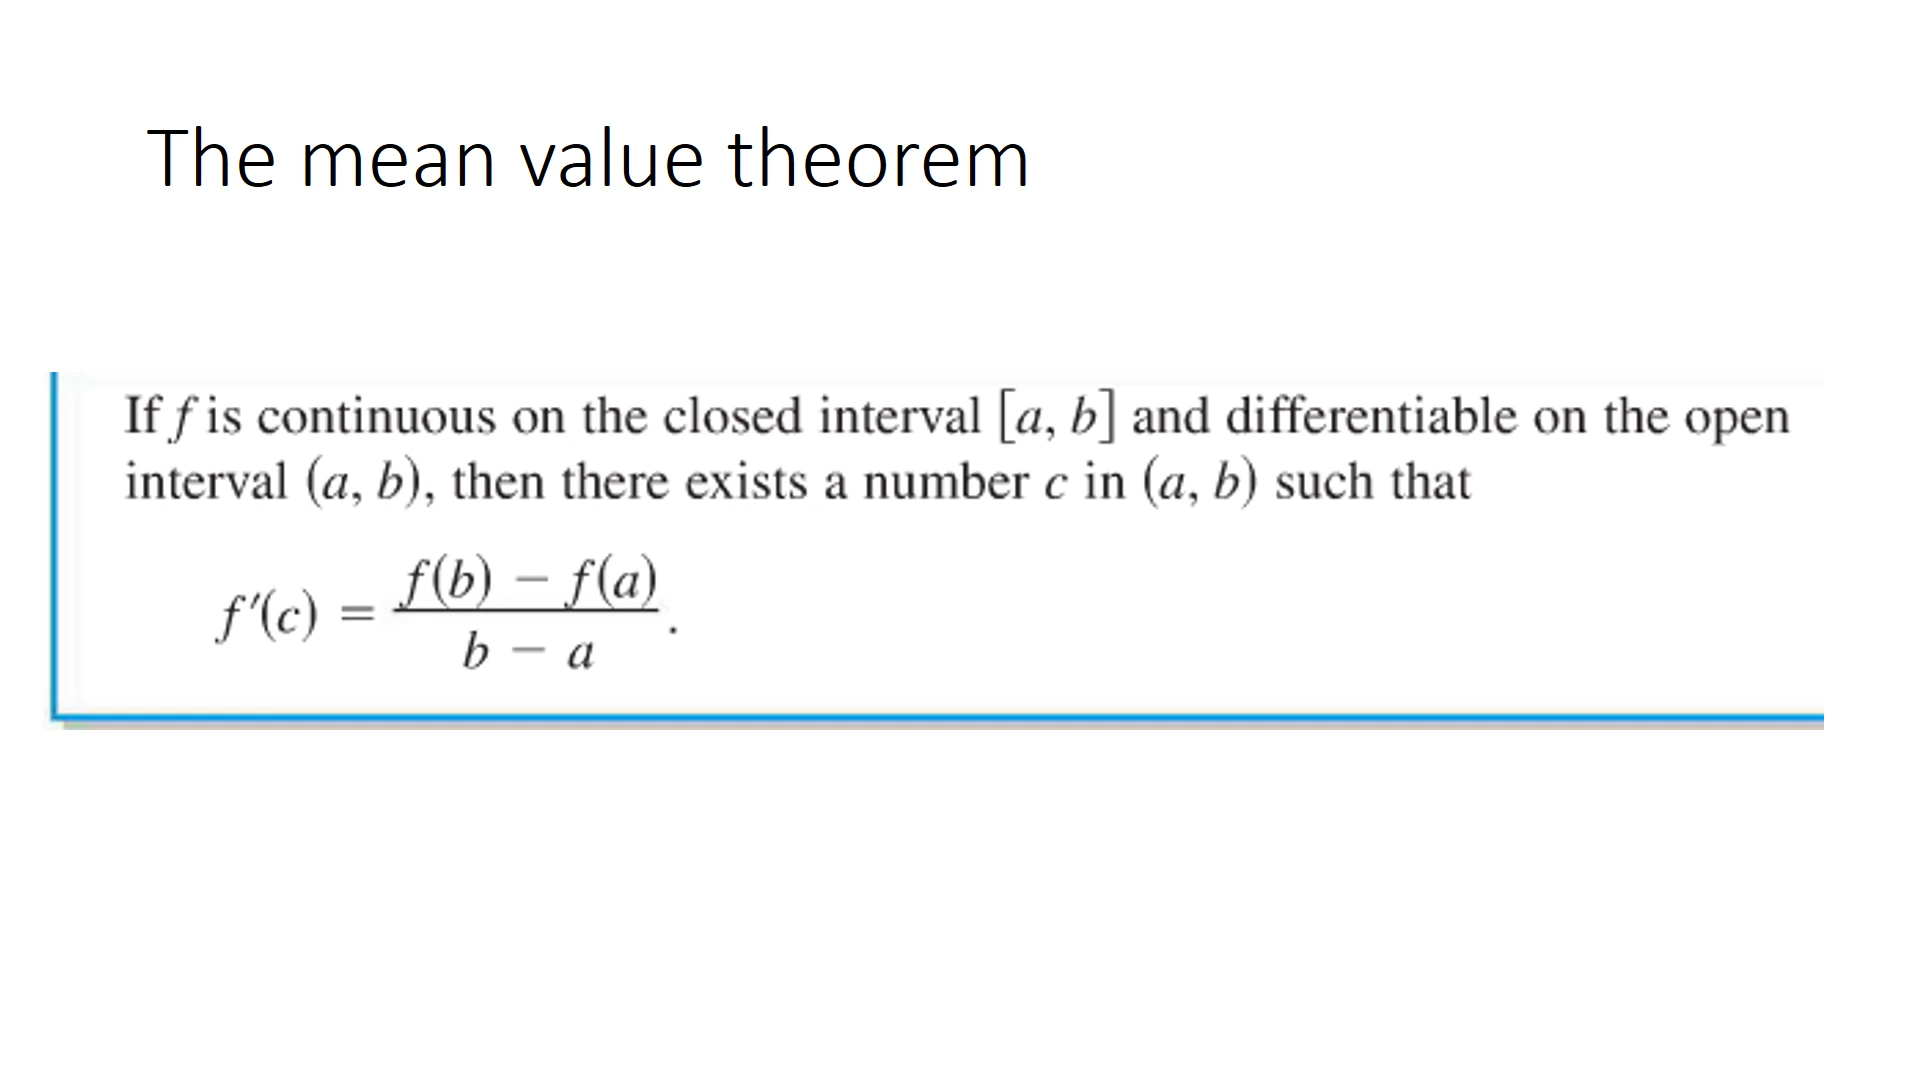 The mean value theorem
If f is continuous on the closed interval [a, b] and differentiable on the open
interval (a, b), then there exists a number c in (a, b) such that
f′(c) = f(b) − f(a) / b − a .